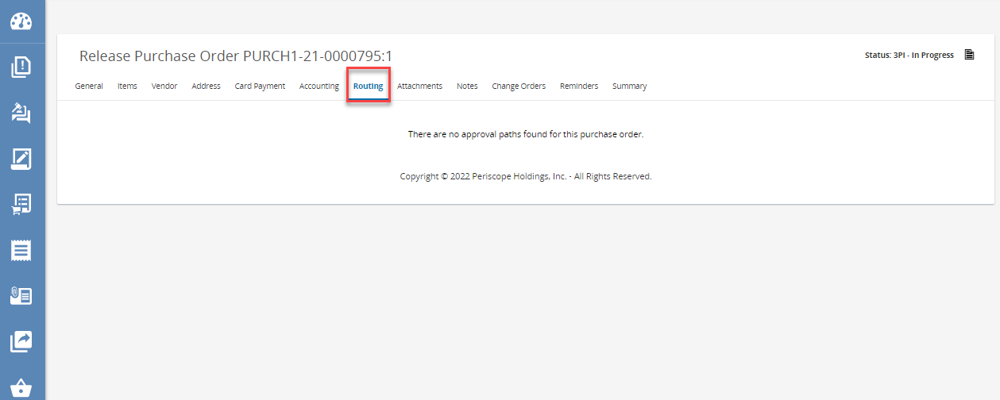 Release Purchase Order PURCH1-21-0000795:1
Status: 3PI - In Progress
General Items Vendor Address Card Payment Accounting Routing Attachments Notes Change Orders Reminders Summary
There are no approval paths found for this purchase order.
Copyright © 2022 Periscope Holdings, Inc. - All Rights Reserved.